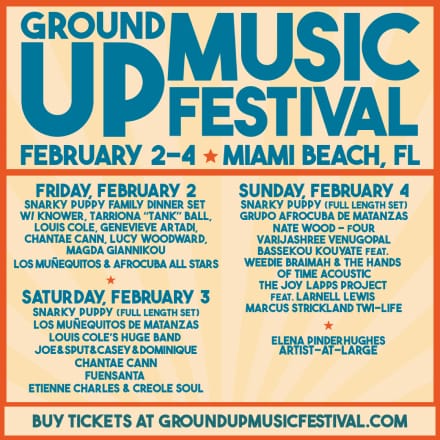 GROUND
UP MUSIC
FESTIVAL
FEBRUARY 2-4 ★ MIAMI BEACH, FL
FRIDAY, FEBRUARY 2
SNARKY PUPPY FAMILY DINNER SET
W/ KNOWER, TARRIONA "TANK" BALL,
LOUIS COLE, GENEVIEVE ARTADI,
CHANTAE CANN, LUCY WOODWARD,
MAGDA GIANNIKOU
LOS MUÑEQUITOS & AFROCUBA ALL STARS
★
SATURDAY, FEBRUARY 3
SNARKY PUPPY (FULL LENGTH SET)
LOS MUÑEQUITOS DE MATANZAS
LOUIS COLE'S HUGE BAND
JOE&SPUT&CASEY&DOMINIQUE
CHANTAE CANN
FUENSANTA
ETIENNE CHARLES & CREOLE SOUL
SUNDAY, FEBRUARY 4
SNARKY PUPPY (FULL LENGTH SET)
GRUPO AFROCUBA DE MATANZAS
NATE WOOD - FOUR
VARIJASHREE VENUGOPAL
BASSEKOU KOUYATE FEAT.
WEEDIE BRAIMAH & THE HANDS
OF TIME ACOUSTIC
THE JOY LAPPS PROJECT
FEAT. LARNELL LEWIS
MARCUS STRICKLAND TWI-LIFE
★
ELENA PINDERHUGHES
ARTIST-AT-LARGE
BUY TICKETS AT GROUNDUPMUSICFESTIVAL.COM